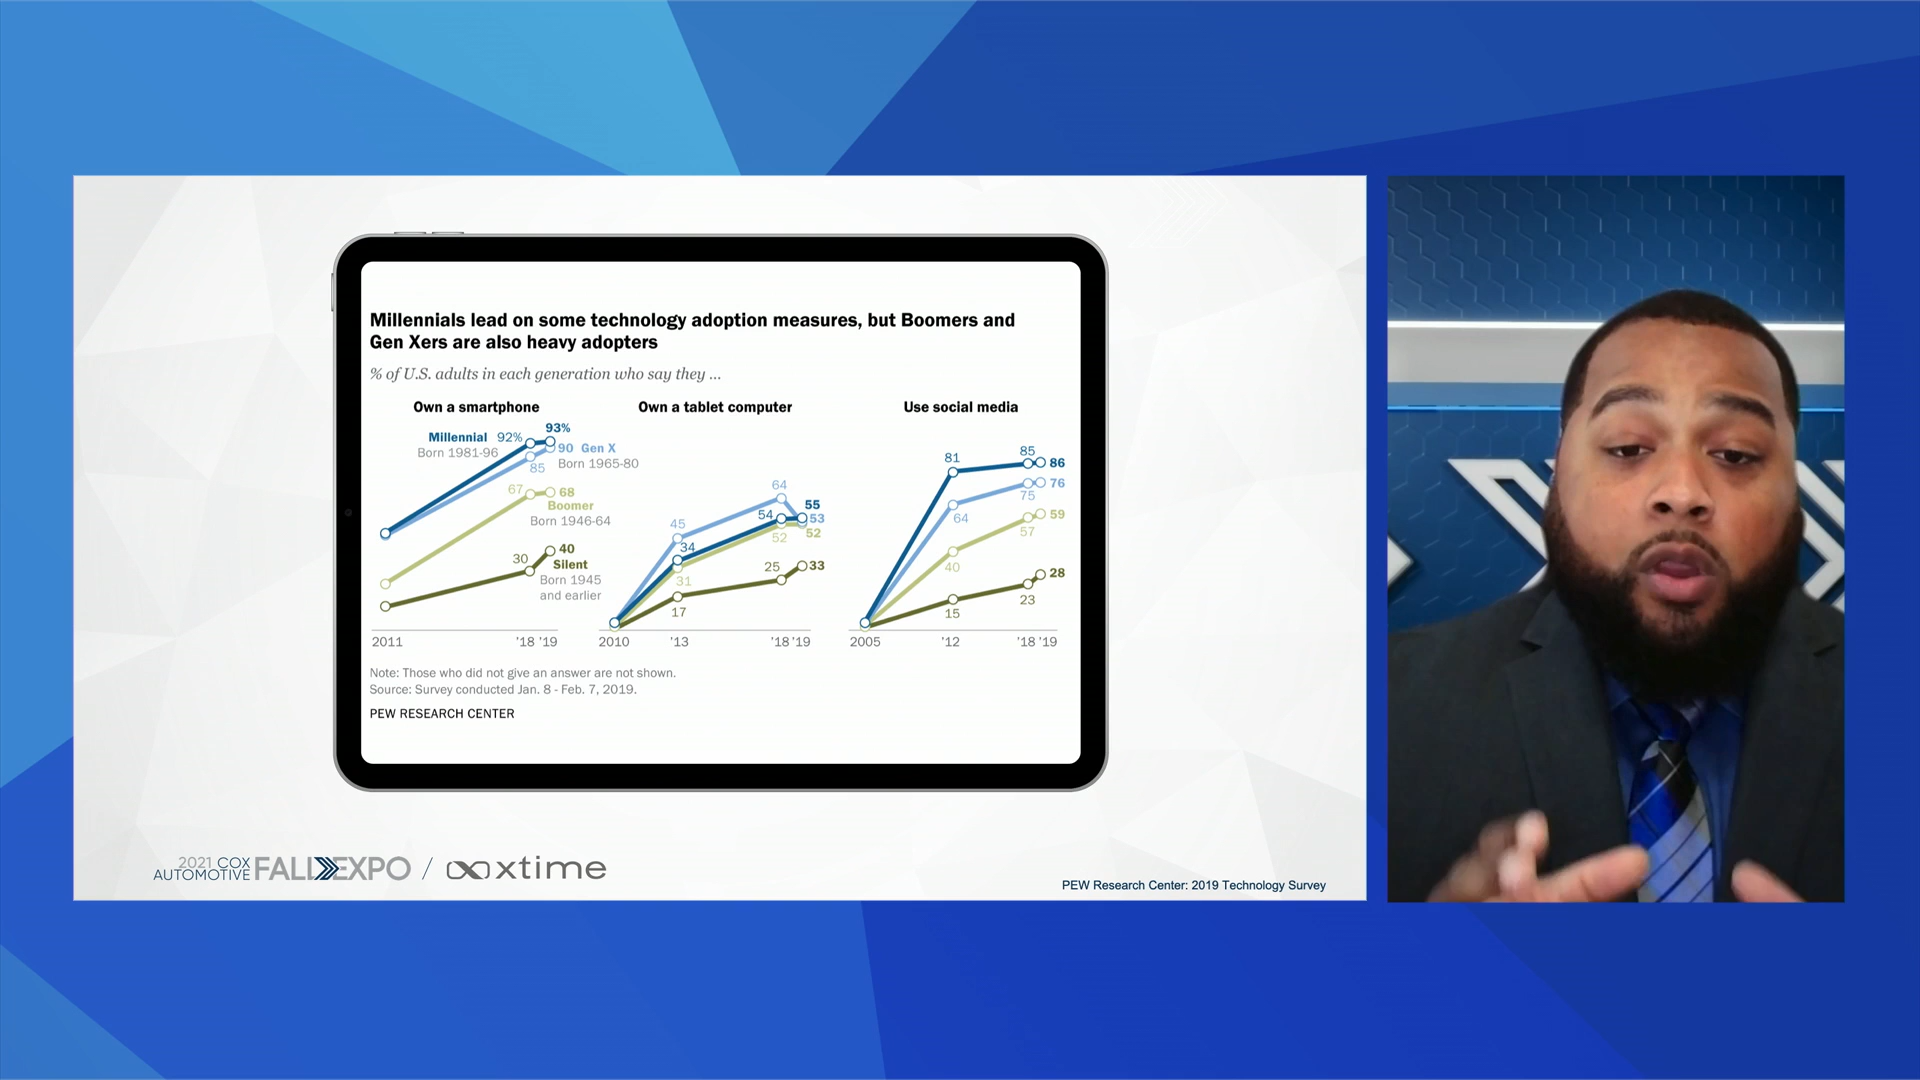 Millennials lead on some technology adoption measures, but Boomers and
Gen Xers are also heavy adopters
% of U.S. adults in each generation who say they ...
Own a smartphone
Millennial 92% 93%
Born 1981-96
90 Gen X
85 Born 1965-80
67 68
Boomer
Born 1946-64
30 40
Silent
Born 1945
and earlier
2011 '18 '19
Own a tablet computer
64
45
54 55
53
34
52 52
31
25 33
17
2010 '13 '18 '19
Use social media
81 85 86
76
64 75
59
57
40
28
15 23
2005 '12 '18 '19
Note: Those who did not give an answer are not shown.
Source: Survey conducted Jan. 8 - Feb. 7, 2019.
PEW RESEARCH CENTER
2021 COX
AUTOMOTIVE FALL EXPO / xtime
PEW Research Center: 2019 Technology Survey